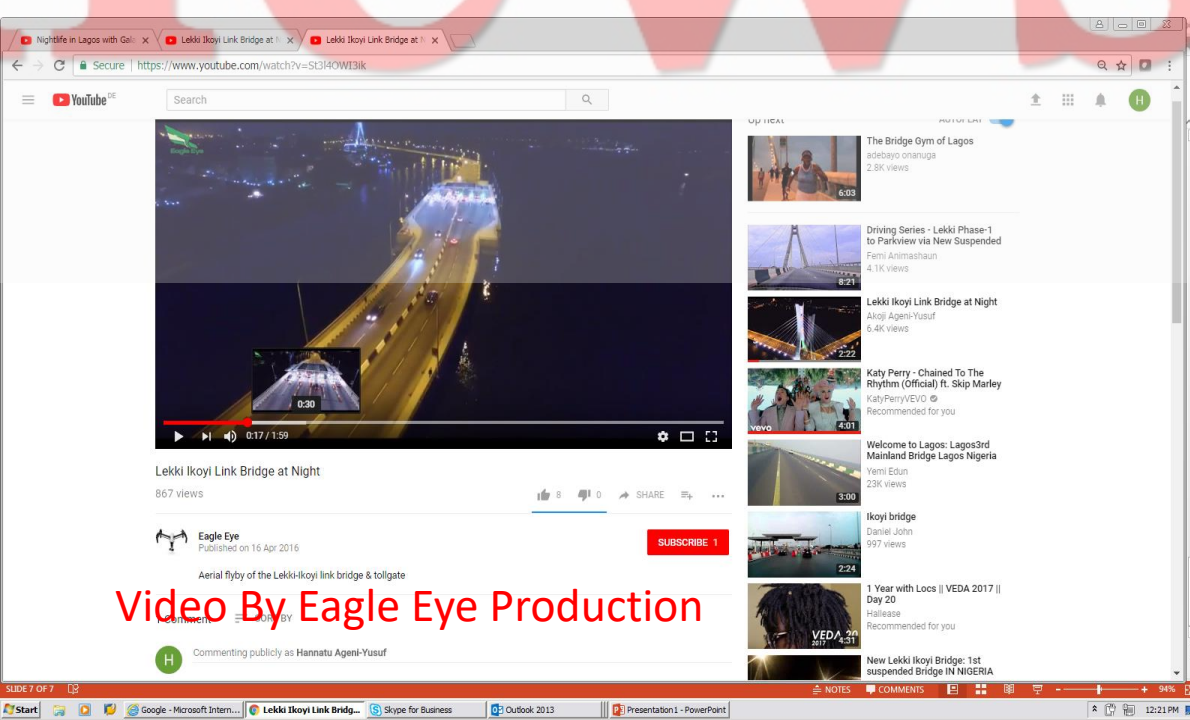 Nightlife in Lagos with Gala
Lekki Ikoyi Link Bridge at N
Lekki Ikoyi Link Bridge at N
Secure | https://www.youtube.com/watch?v=St3l4OWI3ik
YouTube DE
Search
H
Eagle Eye
0:30
0:17 / 1:59
Lekki Ikoyi Link Bridge at Night
867 views
8 0 SHARE
Eagle Eye
Published on 16 Apr 2016
SUBSCRIBE 1
Aerial flyby of the Lekki-Ikoyi link bridge & tollgate
Video By Eagle Eye Production
1 Comment SORT BY
H
Commenting publicly as Hannatu Ageni-Yusuf
Up next AUTOPLAY
The Bridge Gym of Lagos
adebayo onanuga
2.8K views
6:03
Driving Series - Lekki Phase-1
to Parkview via New Suspended
Femi Animashaun
4.1K views
8:21
Lekki Ikoyi Link Bridge at Night
Akoji Ageni-Yusuf
6.4K views
2:22
Katy Perry - Chained To The
Rhythm (Official) ft. Skip Marley
KatyPerryVEVO
Recommended for you
vevo
4:01
Welcome to Lagos: Lagos3rd
Mainland Bridge Lagos Nigeria
Yemi Edun
23K views
3:00
Ikoyi bridge
Daniel John
997 views
2:24
1 Year with Locs || VEDA 2017 ||
Day 20
Hallease
Recommended for you
VEDA 20
2017
4:31
New Lekki Ikoyi Bridge: 1st
suspended Bridge IN NIGERIA
SLIDE 7 OF 7
NOTES COMMENTS 94%
Start
Google - Microsoft Intern...
Lekki Ikoyi Link Bridg...
Skype for Business
Outlook 2013
Presentation1 - PowerPoint
12:21 PM